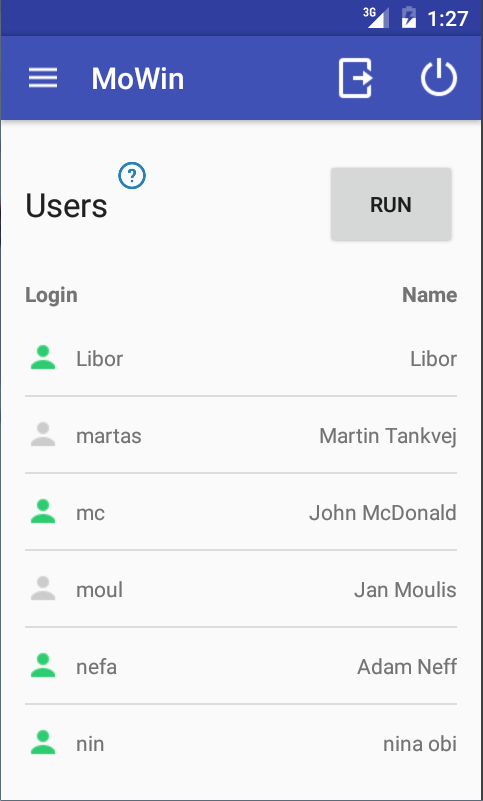 3G 1:27
MoWin
?
Users RUN
Login Name
Libor Libor
martas Martin Tankvej
mc John McDonald
moul Jan Moulis
nefa Adam Neff
nin nina obi